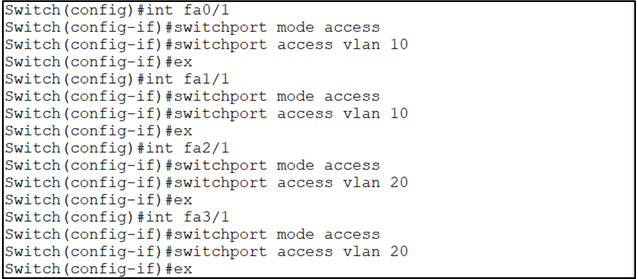 Switch(config)#int fa0/1
Switch(config-if)#switchport mode access
Switch(config-if)#switchport access vlan 10
Switch(config-if)#ex
Switch(config)#int fa1/1
Switch(config-if)#switchport mode access
Switch(config-if)#switchport access vlan 10
Switch(config-if)#ex
Switch(config)#int fa2/1
Switch(config-if)#switchport mode access
Switch(config-if)#switchport access vlan 20
Switch(config-if)#ex
Switch(config)#int fa3/1
Switch(config-if)#switchport mode access
Switch(config-if)#switchport access vlan 20
Switch(config-if)#ex